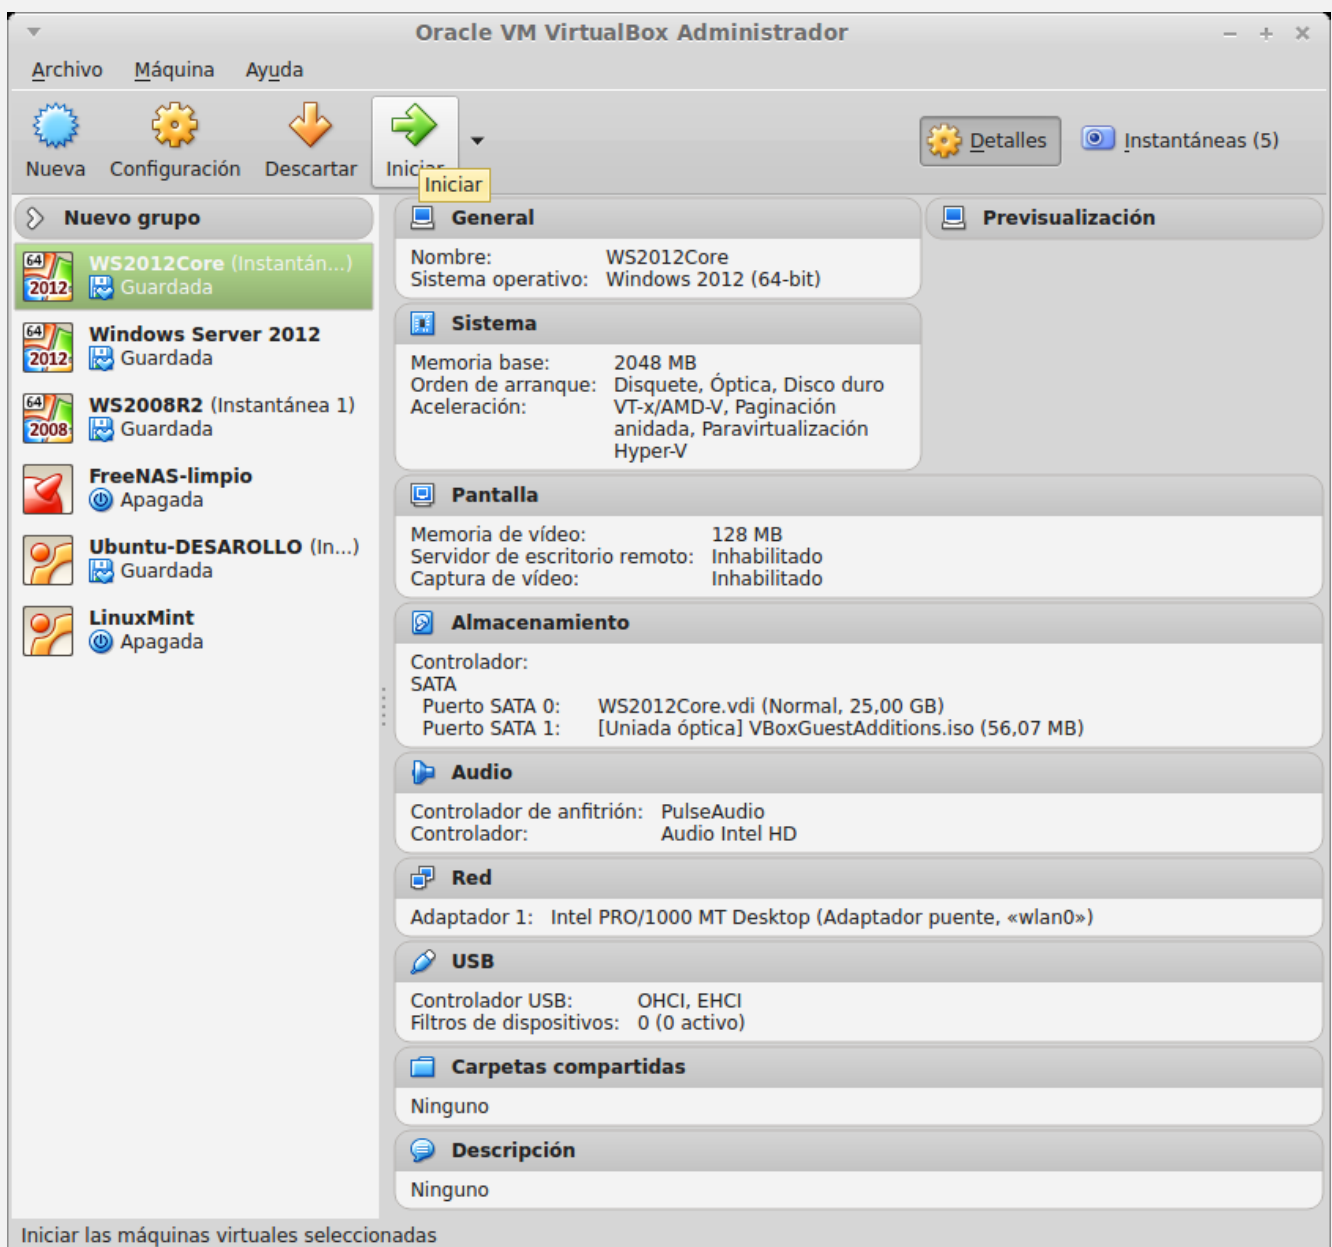 Oracle VM VirtualBox Administrador
Archivo Máquina Ayuda
Nueva Configuración Descartar Iniciar
Iniciar
Detalles Instantáneas (5)
Nuevo grupo
64 2012 WS2012Core (Instantán...)
Guardada
64 2012 Windows Server 2012
Guardada
64 2008 WS2008R2 (Instantánea 1)
Guardada
FreeNAS-limpio
Apagada
Ubuntu-DESAROLLO (In...)
Guardada
LinuxMint
Apagada
General
Nombre: WS2012Core
Sistema operativo: Windows 2012 (64-bit)
Previsualización
Sistema
Memoria base: 2048 MB
Orden de arranque: Disquete, Óptica, Disco duro
Aceleración: VT-x/AMD-V, Paginación
anidada, Paravirtualización
Hyper-V
Pantalla
Memoria de vídeo: 128 MB
Servidor de escritorio remoto: Inhabilitado
Captura de vídeo: Inhabilitado
Almacenamiento
Controlador:
SATA
Puerto SATA 0: WS2012Core.vdi (Normal, 25,00 GB)
Puerto SATA 1: [Uniada óptica] VBoxGuestAdditions.iso (56,07 MB)
Audio
Controlador de anfitrión: PulseAudio
Controlador: Audio Intel HD
Red
Adaptador 1: Intel PRO/1000 MT Desktop (Adaptador puente, «wlan0»)
USB
Controlador USB: OHCI, EHCI
Filtros de dispositivos: 0 (0 activo)
Carpetas compartidas
Ninguno
Descripción
Ninguno
Iniciar las máquinas virtuales seleccionadas